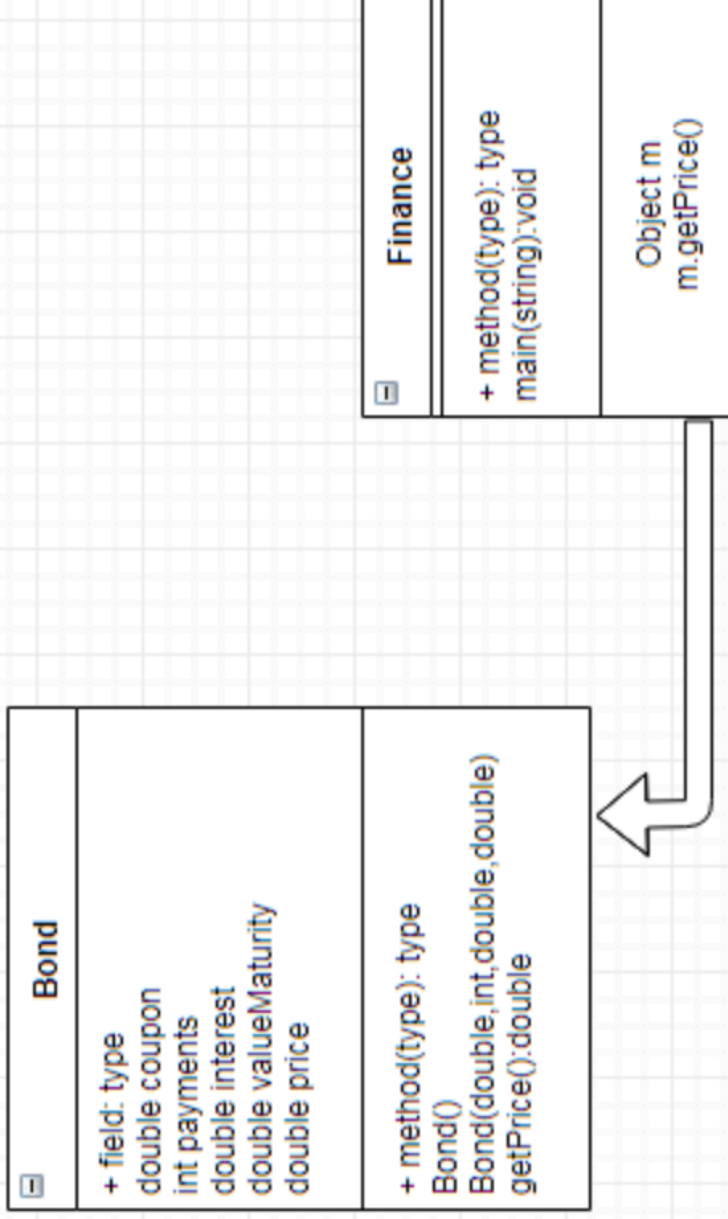 Bond
+ field: type
double coupon
int payments
double interest
double valueMaturity
double price
+ method(type): type
Bond()
Bond(double,int,double,double)
getPrice():double
Finance
+ method(type): type
main(string):void
Object m
m.getPrice()